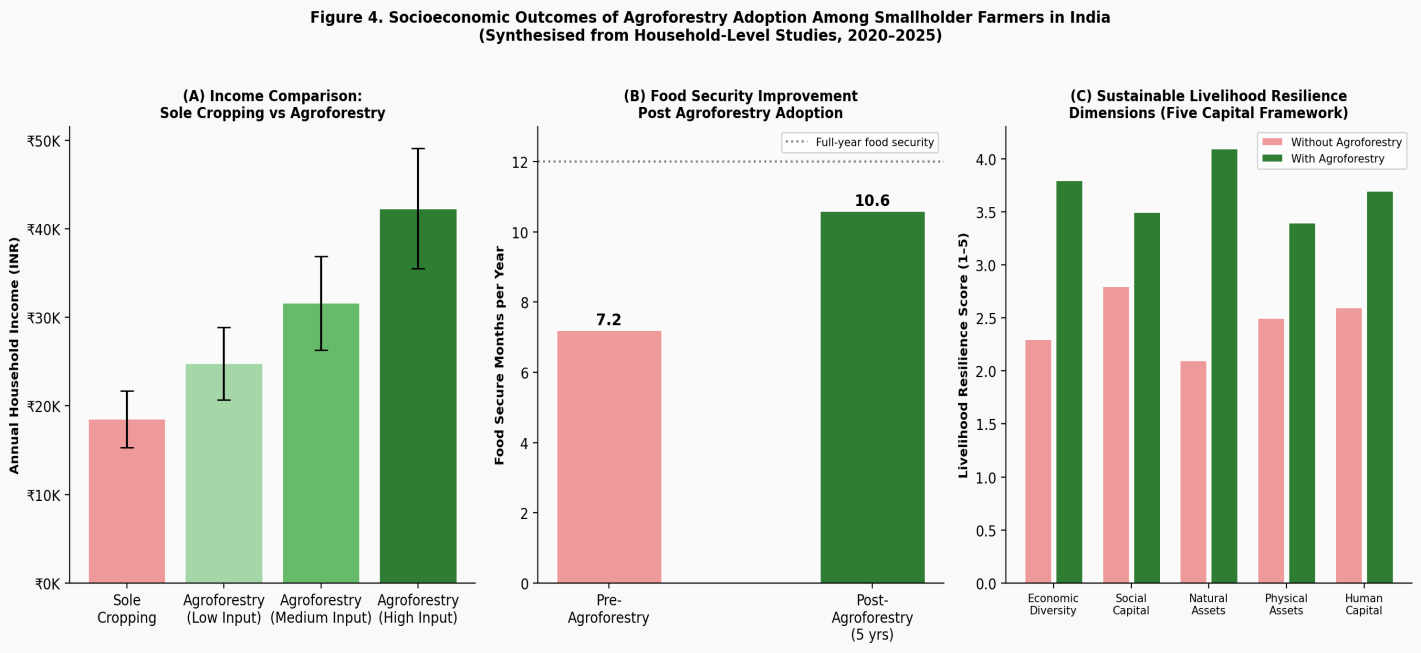 Figure 4. Socioeconomic Outcomes of Agroforestry Adoption Among Smallholder Farmers in India
(Synthesised from Household-Level Studies, 2020–2025)
(A) Income Comparison:
Sole Cropping vs Agroforestry
Annual Household Income (INR)
₹50K
₹40K
₹30K
₹20K
₹10K
₹0K
Sole
Cropping
Agroforestry
(Low Input)
Agroforestry
(Medium Input)
Agroforestry
(High Input)
(B) Food Security Improvement
Post Agroforestry Adoption
Full-year food security
Food Secure Months per Year
12
10
8
6
4
2
0
7.2
10.6
Pre-
Agroforestry
Post-
Agroforestry
(5 yrs)
(C) Sustainable Livelihood Resilience
Dimensions (Five Capital Framework)
Without Agroforestry
With Agroforestry
Livelihood Resilience Score (1–5)
4.0
3.5
3.0
2.5
2.0
1.5
1.0
0.5
0.0
Economic
Diversity
Social
Capital
Natural
Assets
Physical
Assets
Human
Capital